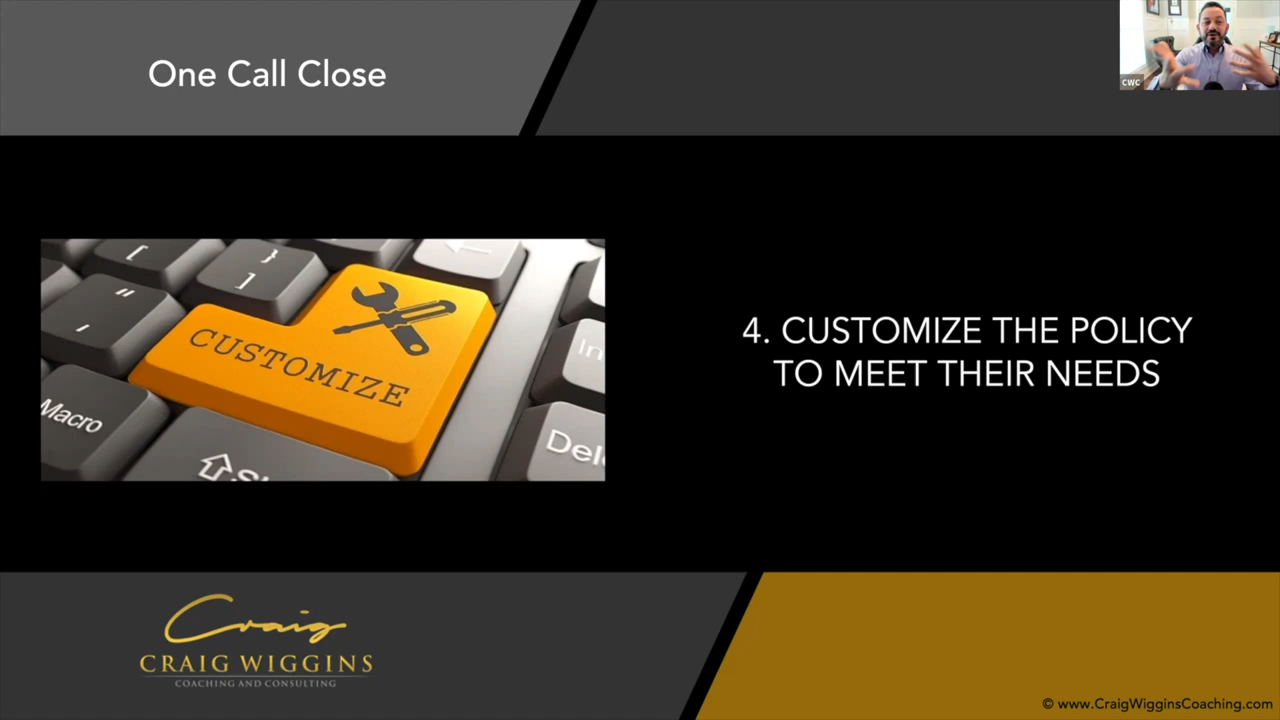 One Call Close
CWC
[
}
]
"
'
CUSTOMIZE
Macro
In
Del
4. CUSTOMIZE THE POLICY
TO MEET THEIR NEEDS
Craig
CRAIG WIGGINS
COACHING AND CONSULTING
© www.CraigWigginsCoaching.com